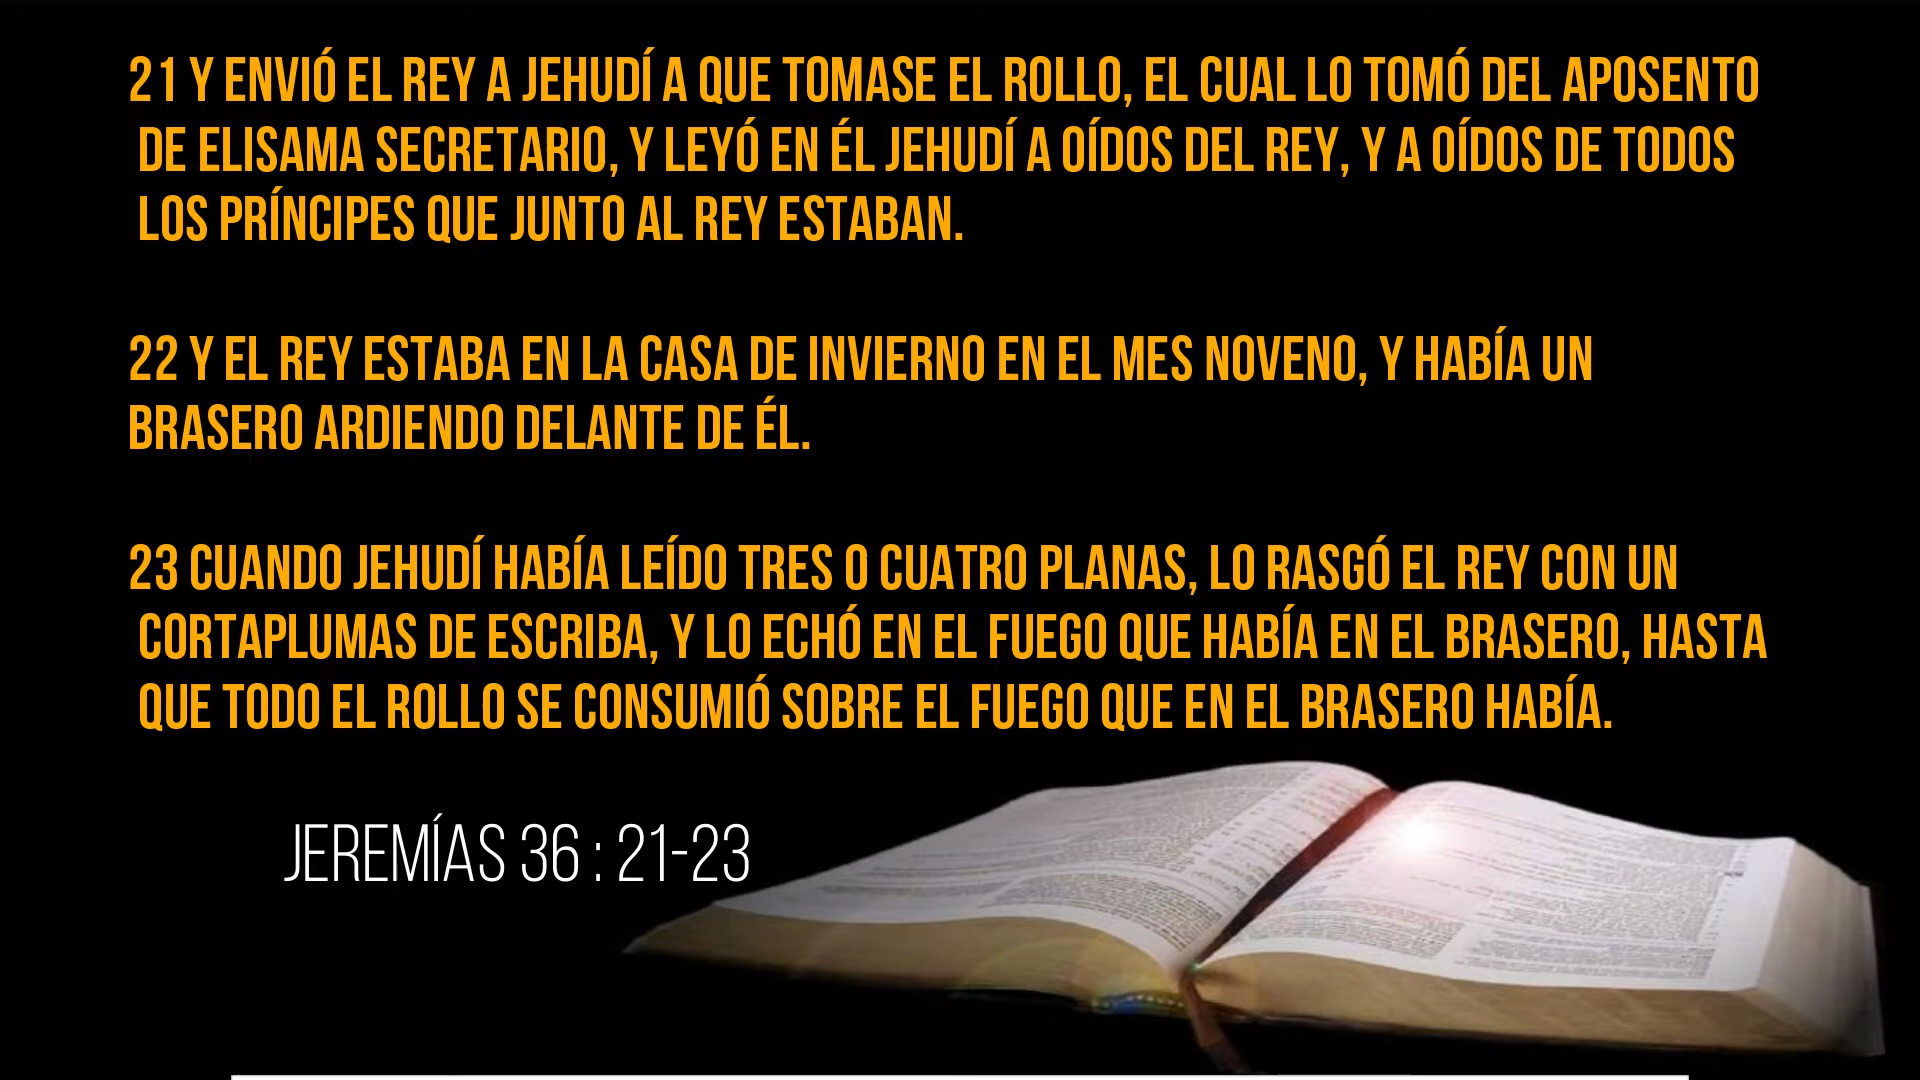 21 Y ENVIÓ EL REY A JEHUDÍ A QUE TOMASE EL ROLLO, EL CUAL LO TOMÓ DEL APOSENTO
DE ELISAMA SECRETARIO, Y LEYÓ EN ÉL JEHUDÍ A OÍDOS DEL REY, Y A OÍDOS DE TODOS
LOS PRÍNCIPES QUE JUNTO AL REY ESTABAN.
22 Y EL REY ESTABA EN LA CASA DE INVIERNO EN EL MES NOVENO, Y HABÍA UN
BRASERO ARDIENDO DELANTE DE ÉL.
23 CUANDO JEHUDÍ HABÍA LEÍDO TRES O CUATRO PLANAS, LO RASGÓ EL REY CON UN
CORTAPLUMAS DE ESCRIBA, Y LO ECHÓ EN EL FUEGO QUE HABÍA EN EL BRASERO, HASTA
QUE TODO EL ROLLO SE CONSUMIÓ SOBRE EL FUEGO QUE EN EL BRASERO HABÍA.
JEREMÍAS 36 : 21-23